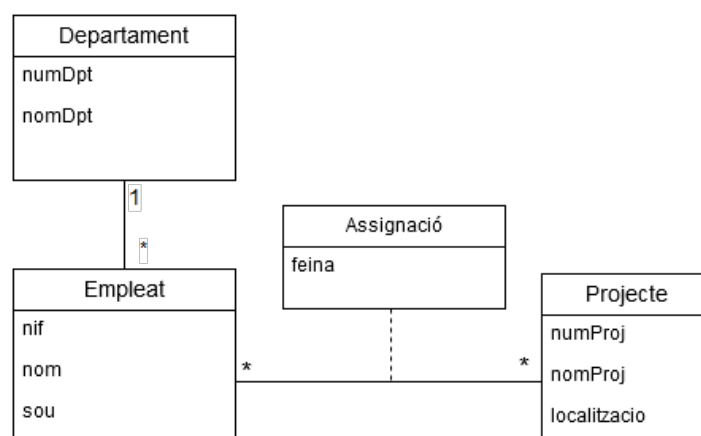 Departament
numDpt
nomDpt
1
*
Empleat
nif
nom
sou
*
Assignació
feina
*
Projecte
numProj
nomProj
localitzacio